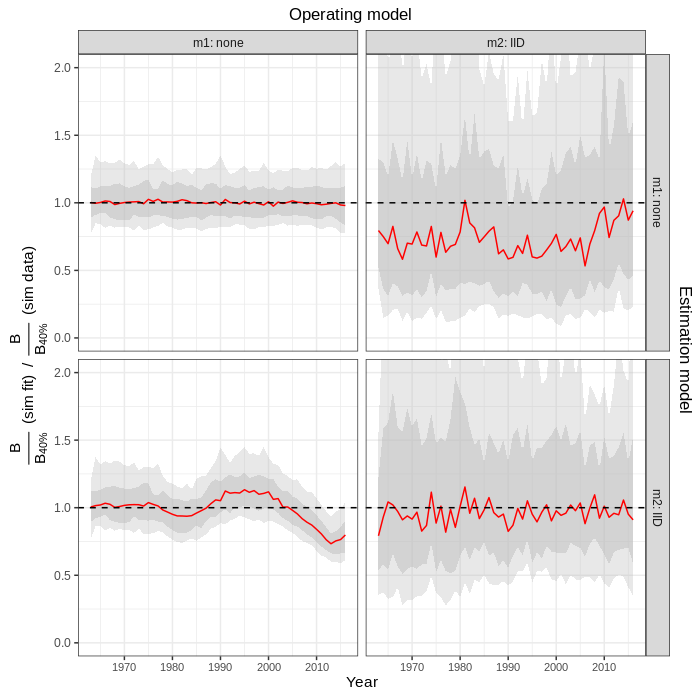 Operating model
m1: none
m2: IID
2.0
1.5
1.0
0.5
0.0
m1: none
2.0
1.5
1.0
0.5
0.0
m2: IID
B
B40%
(sim fit) /
B
B40%
(sim data)
Estimation model
1970 1980 1990 2000 2010
1970 1980 1990 2000 2010
Year